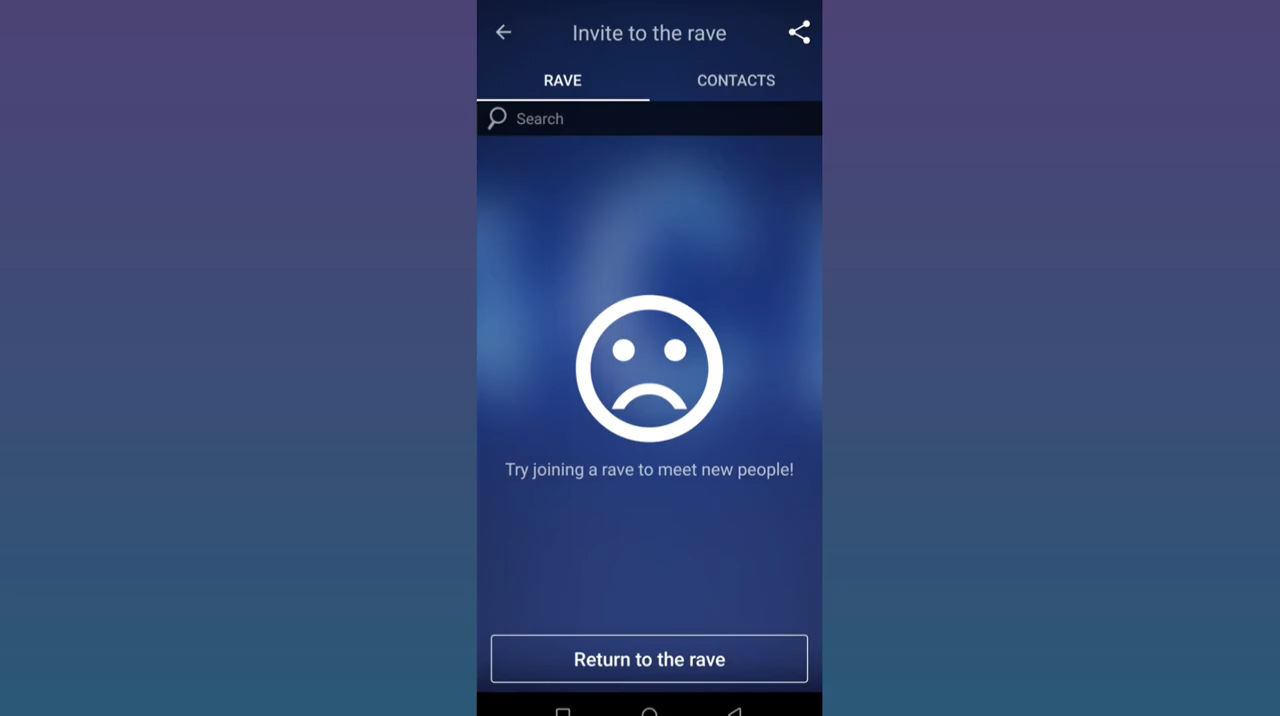 Invite to the rave
RAVE
CONTACTS
Search
Try joining a rave to meet new people!
Return to the rave